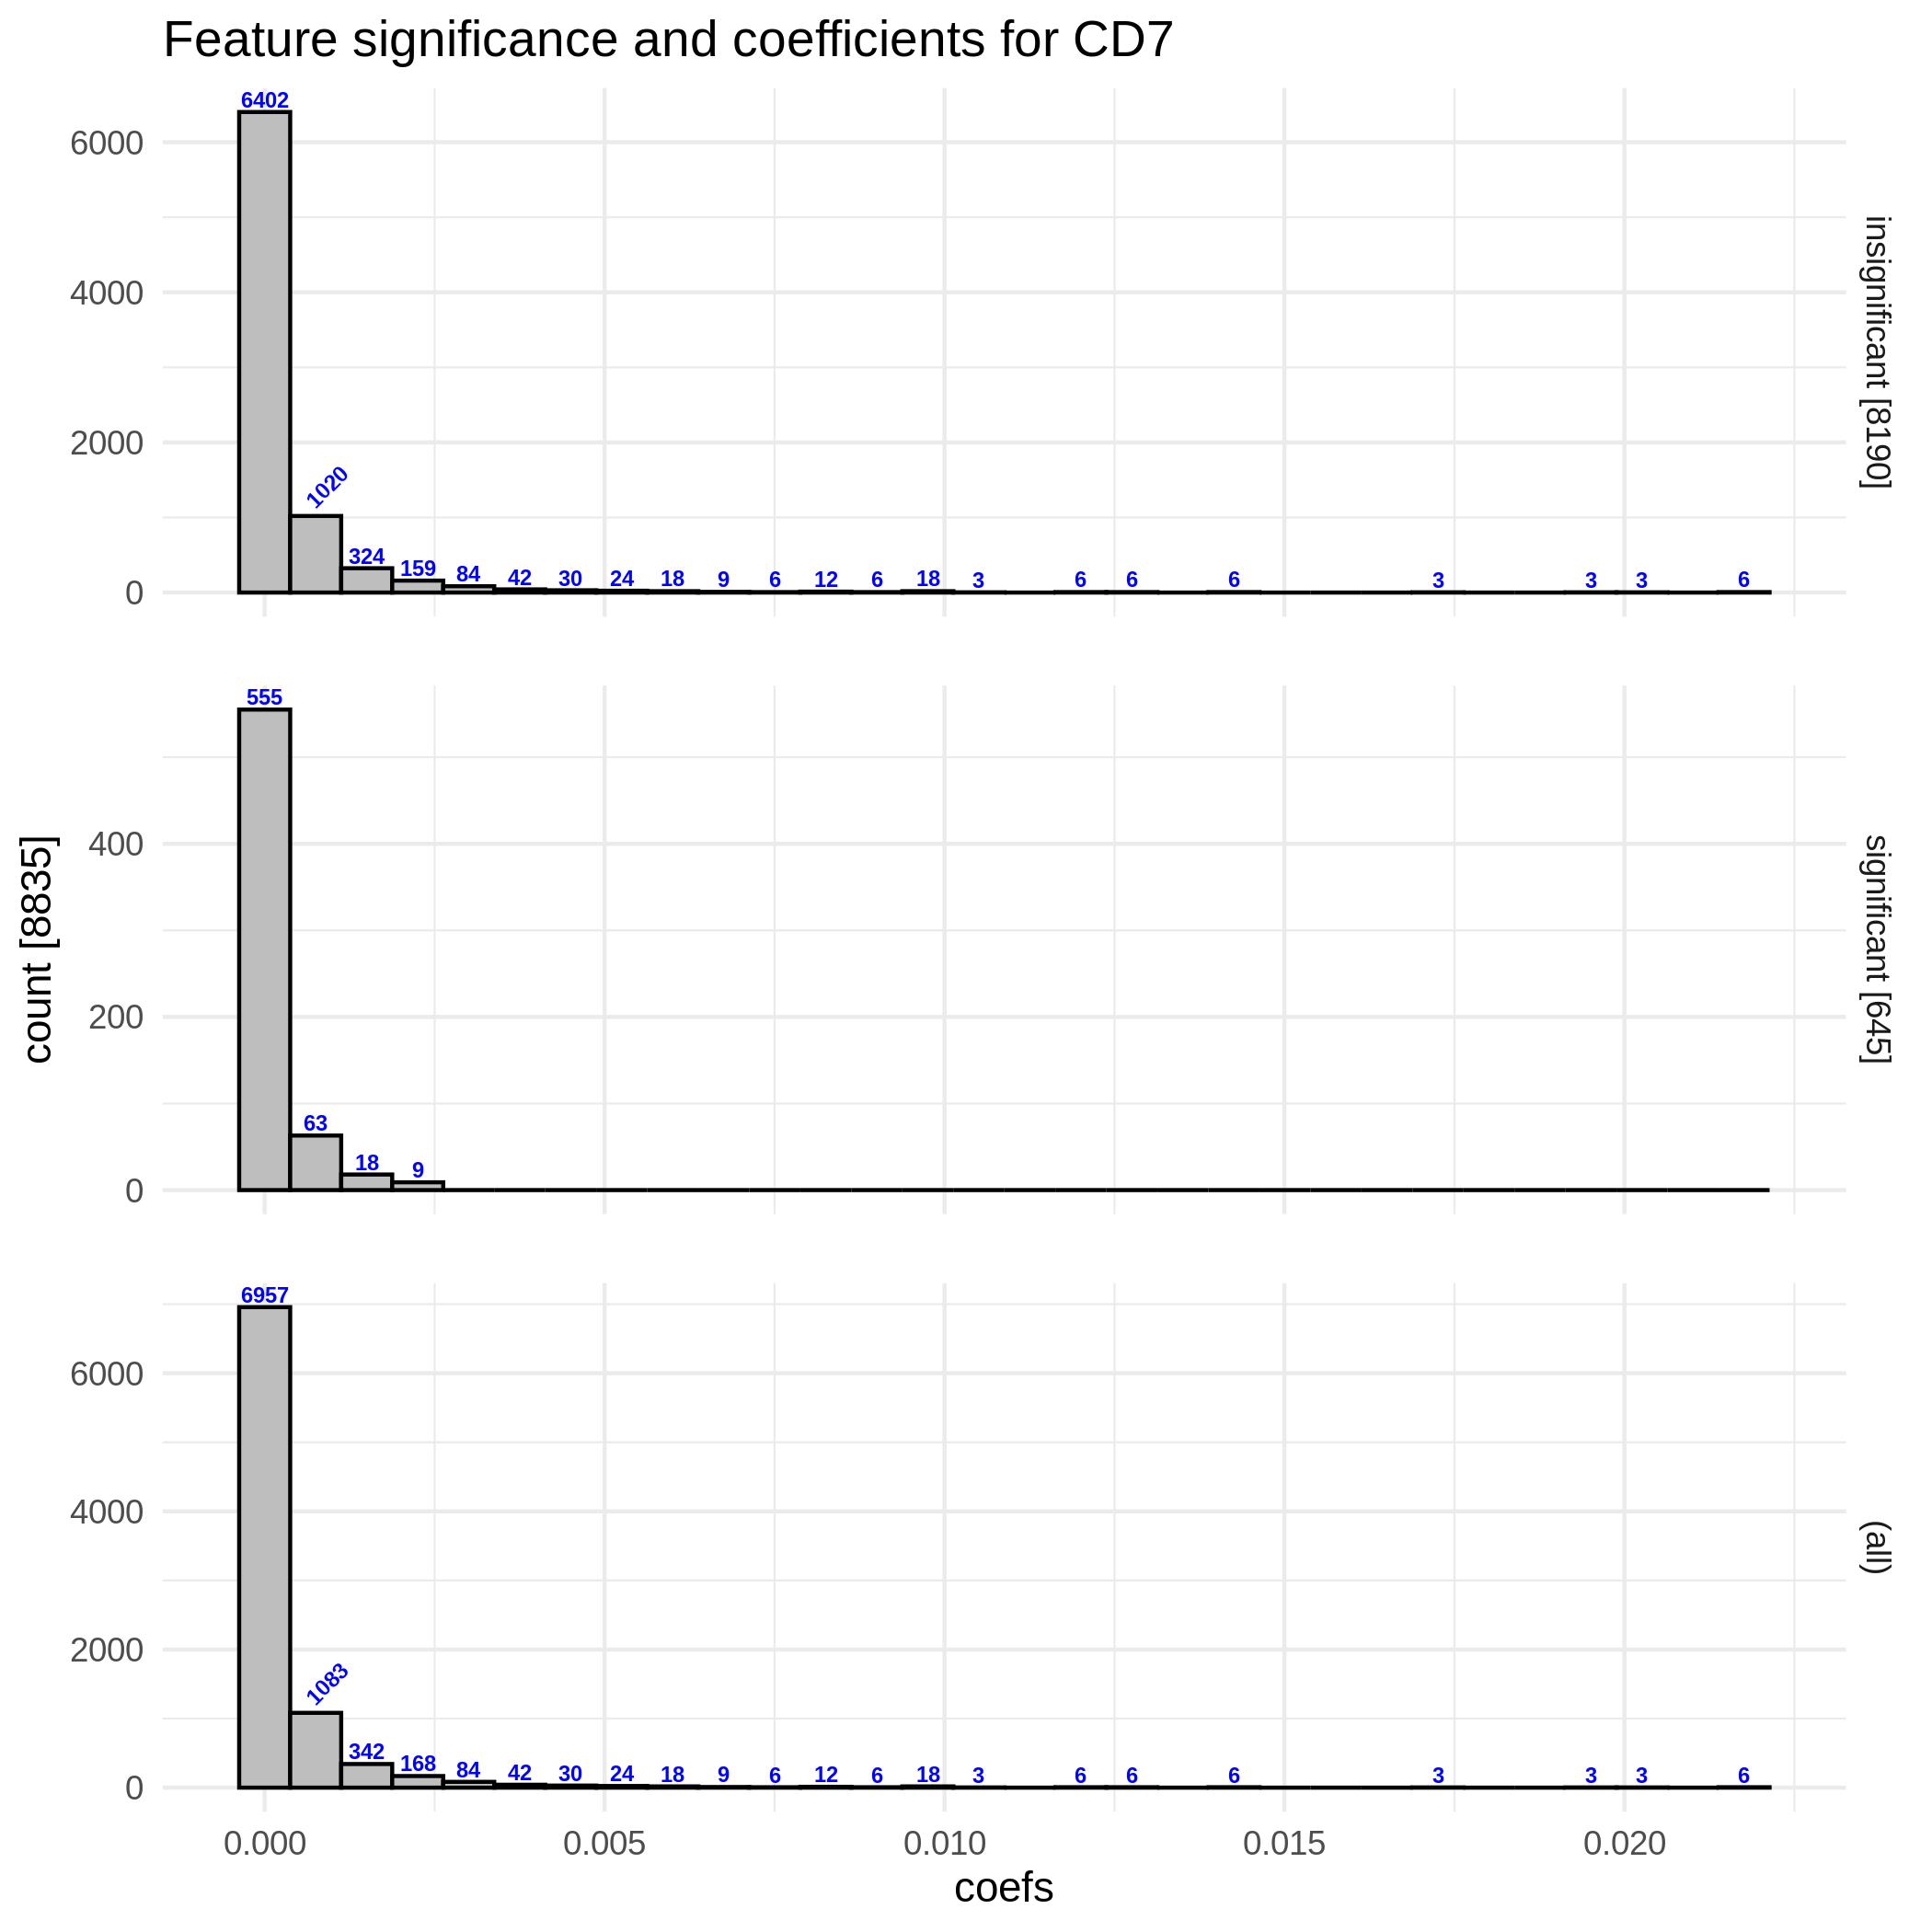 Feature significance and coefficients for CD7
6402
6000
4000
2000
0
1020
324 159 84 42 30 24 18 9 6 12 6 18 3 6 6 6 3 3 3 6
insignificant [8190]
count [8835]
555
400
200
0
63
18
9
significant [645]
6957
6000
4000
2000
0
1083
342 168 84 42 30 24 18 9 6 12 6 18 3 6 6 6 3 3 3 6
(all)
0.000 0.005 0.010 0.015 0.020
coefs